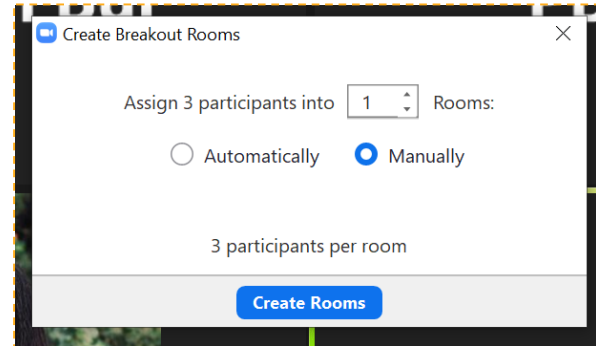 Create Breakout Rooms
Assign 3 participants into 1 Rooms:
Automatically Manually
3 participants per room
Create Rooms